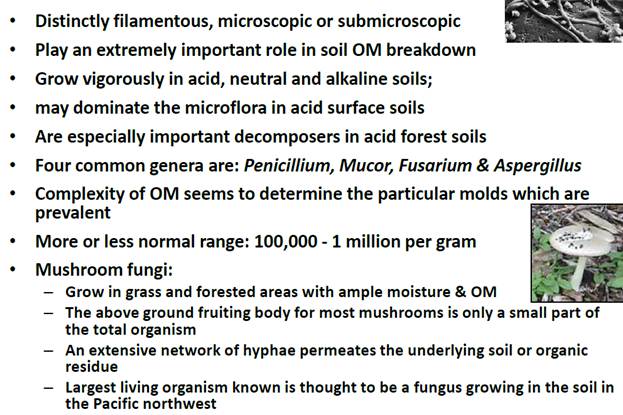 • Distinctly filamentous, microscopic or submicroscopic
• Play an extremely important role in soil OM breakdown
• Grow vigorously in acid, neutral and alkaline soils;
• may dominate the microflora in acid surface soils
• Are especially important decomposers in acid forest soils
• Four common genera are: Penicillium, Mucor, Fusarium & Aspergillus
• Complexity of OM seems to determine the particular molds which are
prevalent
• More or less normal range: 100,000 - 1 million per gram
• Mushroom fungi:
– Grow in grass and forested areas with ample moisture & OM
– The above ground fruiting body for most mushrooms is only a small part of
the total organism
– An extensive network of hyphae permeates the underlying soil or organic
residue
– Largest living organism known is thought to be a fungus growing in the soil in
the Pacific northwest